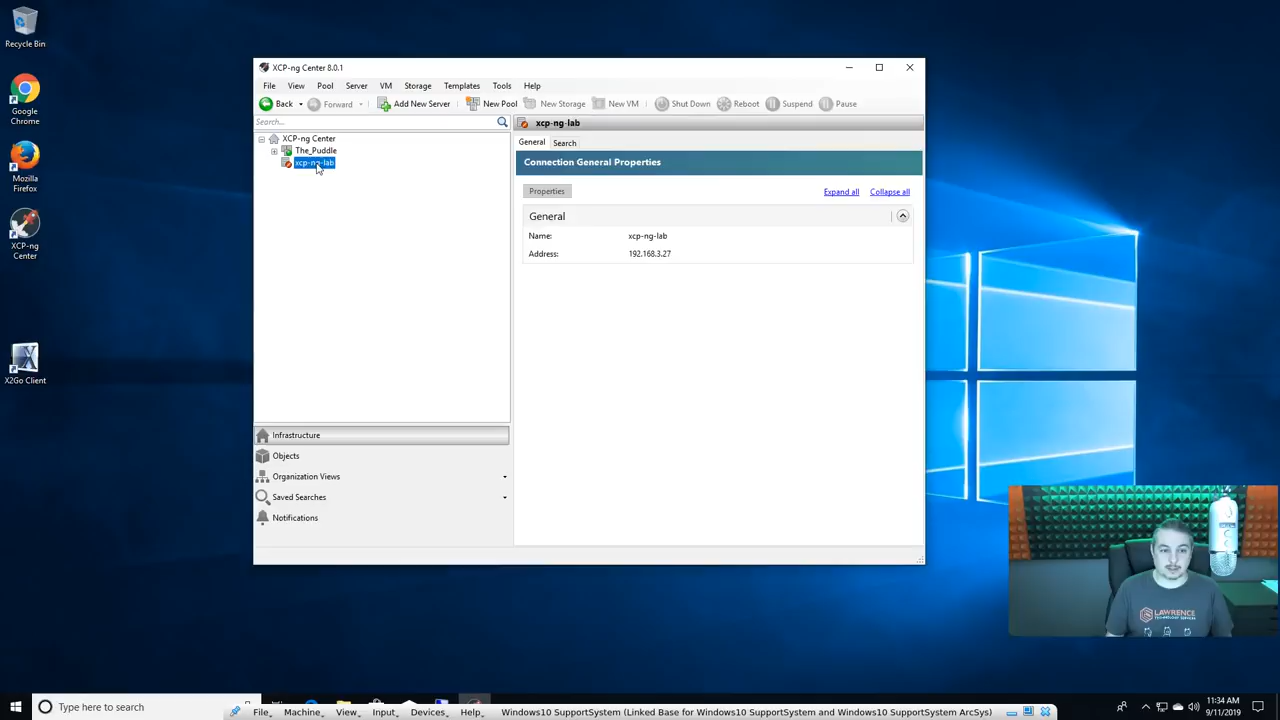 Recycle Bin
Google Chrome
Mozilla Firefox
XCP-ng Center
X2Go Client
XCP-ng Center 8.0.1
File View Pool Server VM Storage Templates Tools Help
Back Forward Add New Server New Pool New Storage New VM Shut Down Reboot Suspend Pause
Search...
xcp-ng-lab
XCP-ng Center
The_Puddle
xcp-ng-lab
General Search
Connection General Properties
Properties Expand all Collapse all
General
Name: xcp-ng-lab
Address: 192.168.3.27
Infrastructure
Objects
Organization Views
Saved Searches
Notifications
LAWRENCE
TECHNOLOGY SERVICES
Type here to search
11:34 AM
9/11/2019
File Machine View Input Devices Help Windows10 SupportSystem (Linked Base for Windows10 SupportSystem and Windows10 SupportSystem ArcSys)